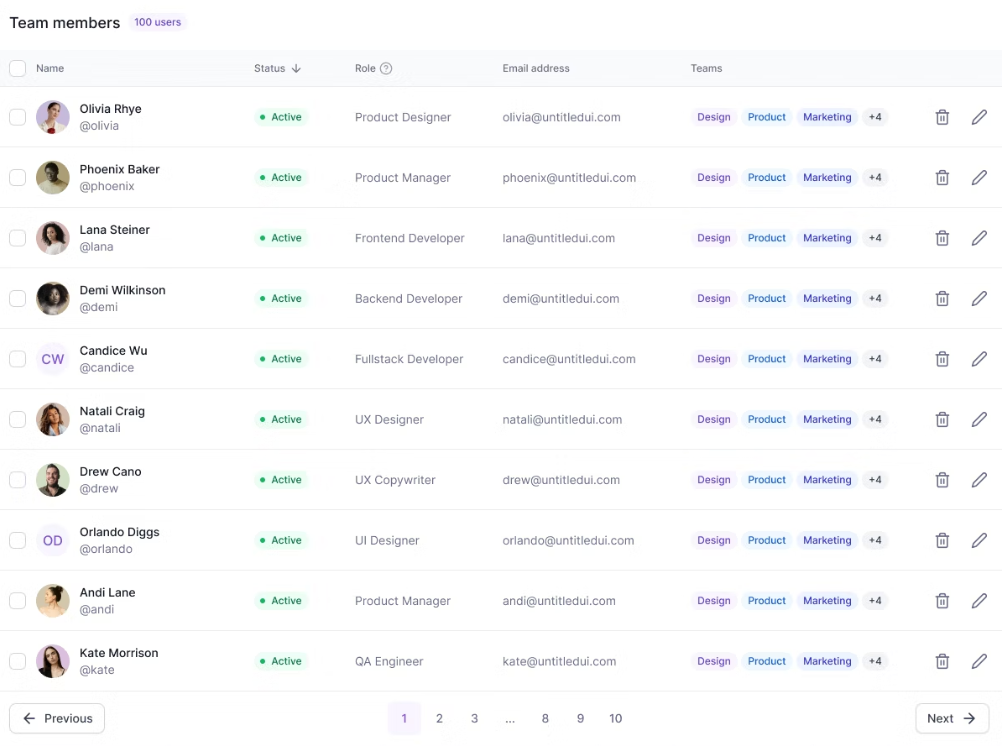 Team members 100 users
Name Status Role ? Email address Teams
Olivia Rhye
@olivia
Active Product Designer olivia@untitledui.com Design Product Marketing +4
Phoenix Baker
@phoenix
Active Product Manager phoenix@untitledui.com Design Product Marketing +4
Lana Steiner
@lana
Active Frontend Developer lana@untitledui.com Design Product Marketing +4
Demi Wilkinson
@demi
Active Backend Developer demi@untitledui.com Design Product Marketing +4
CW
Candice Wu
@candice
Active Fullstack Developer candice@untitledui.com Design Product Marketing +4
Natali Craig
@natali
Active UX Designer natali@untitledui.com Design Product Marketing +4
Drew Cano
@drew
Active UX Copywriter drew@untitledui.com Design Product Marketing +4
OD
Orlando Diggs
@orlando
Active UI Designer orlando@untitledui.com Design Product Marketing +4
Andi Lane
@andi
Active Product Manager andi@untitledui.com Design Product Marketing +4
Kate Morrison
@kate
Active QA Engineer kate@untitledui.com Design Product Marketing +4
Previous 1 2 3 ... 8 9 10 Next